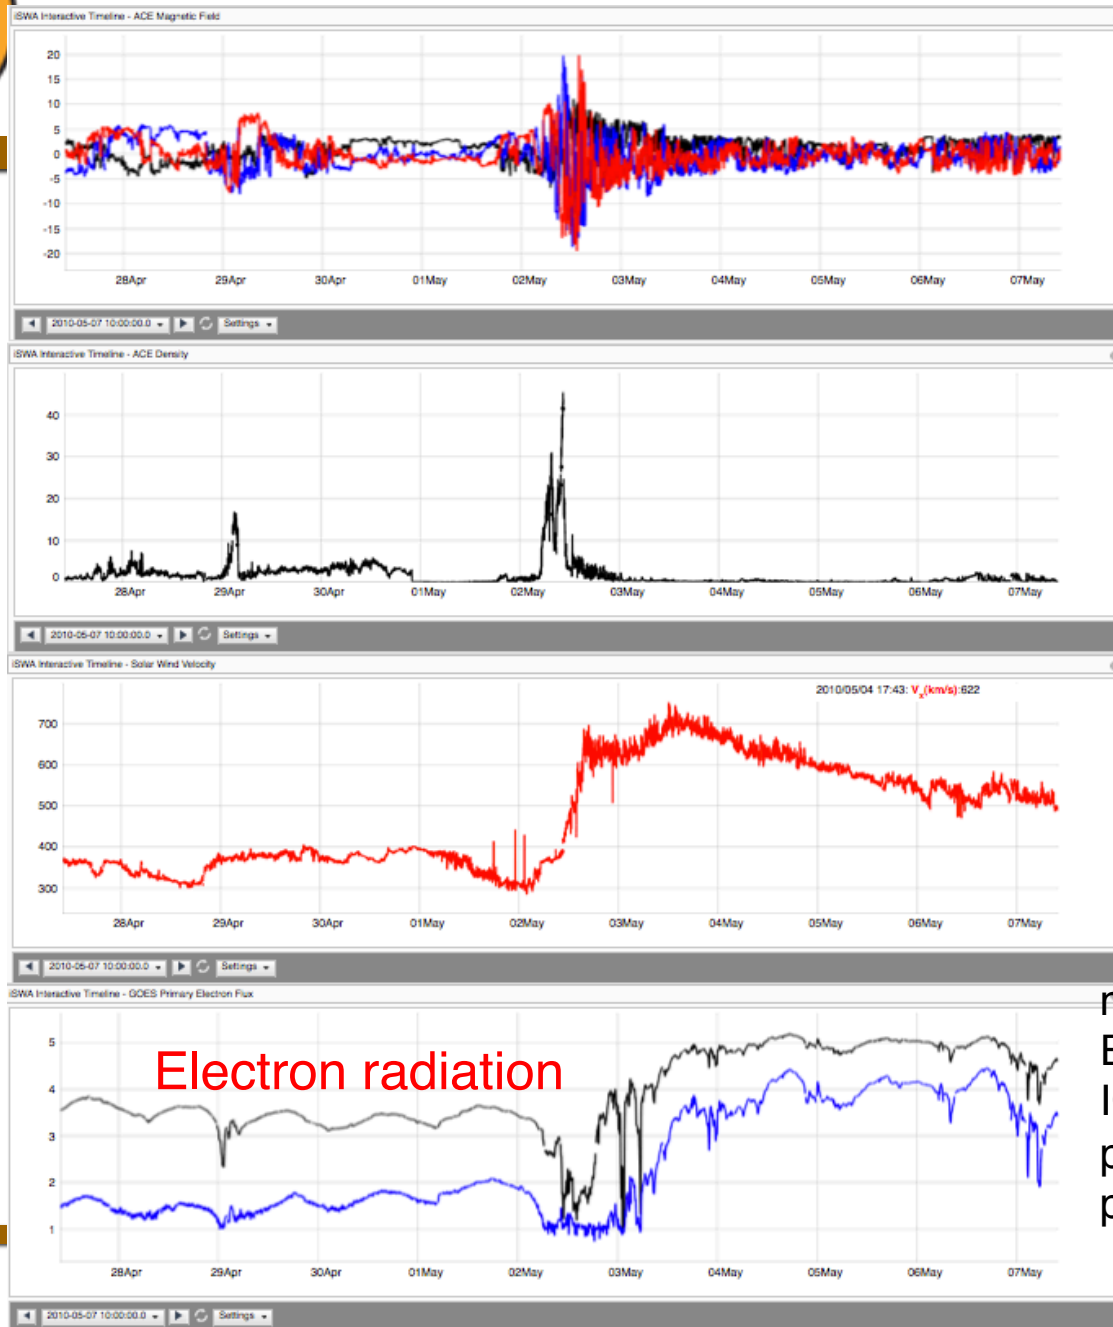 iSWA Interactive Timeline - ACE Magnetic Field
20
15
10
5
0
-5
-10
-15
-20
28Apr 29Apr 30Apr 01May 02May 03May 04May 05May 06May 07May
2010-05-07 10:00:00.0 Settings
iSWA Interactive Timeline - ACE Density
40
30
20
10
0
28Apr 29Apr 30Apr 01May 02May 03May 04May 05May 06May 07May
2010-05-07 10:00:00.0 Settings
iSWA Interactive Timeline - Solar Wind Velocity
2010/05/04 17:43: Vx(km/s):622
700
600
500
400
300
28Apr 29Apr 30Apr 01May 02May 03May 04May 05May 06May 07May
2010-05-07 10:00:00.0 Settings
iSWA Interactive Timeline - GOES Primary Electron Flux
Electron radiation
5
4
3
2
1
28Apr 29Apr 30Apr 01May 02May 03May 04May 05May 06May 07May
2010-05-07 10:00:00.0 Settings